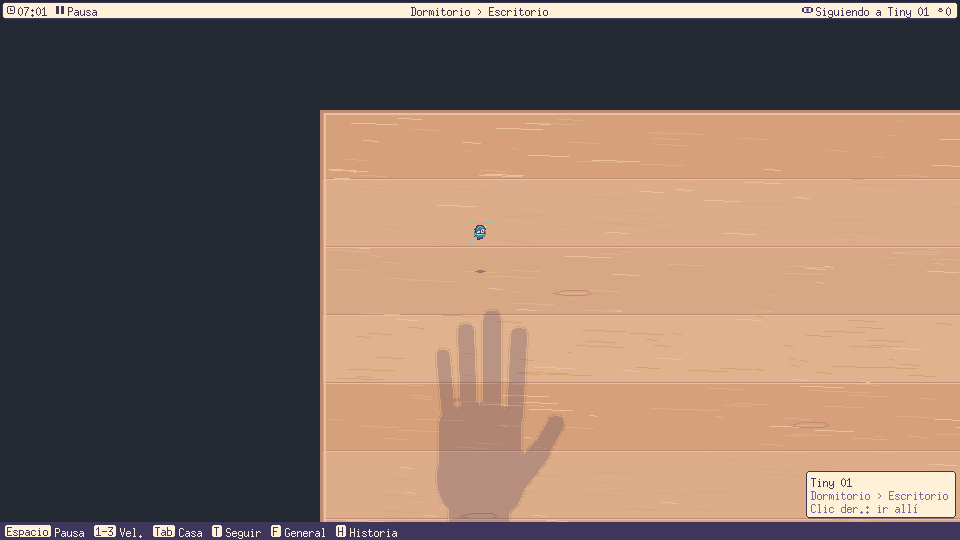 07:01 Pausa
Dormitorio > Escritorio
Siguiendo a Tiny 01 0
Tiny 01
Dormitorio > Escritorio
Clic der.: ir allí
Espacio Pausa 1-3 Vel. Tab Casa T Seguir F General H Historia